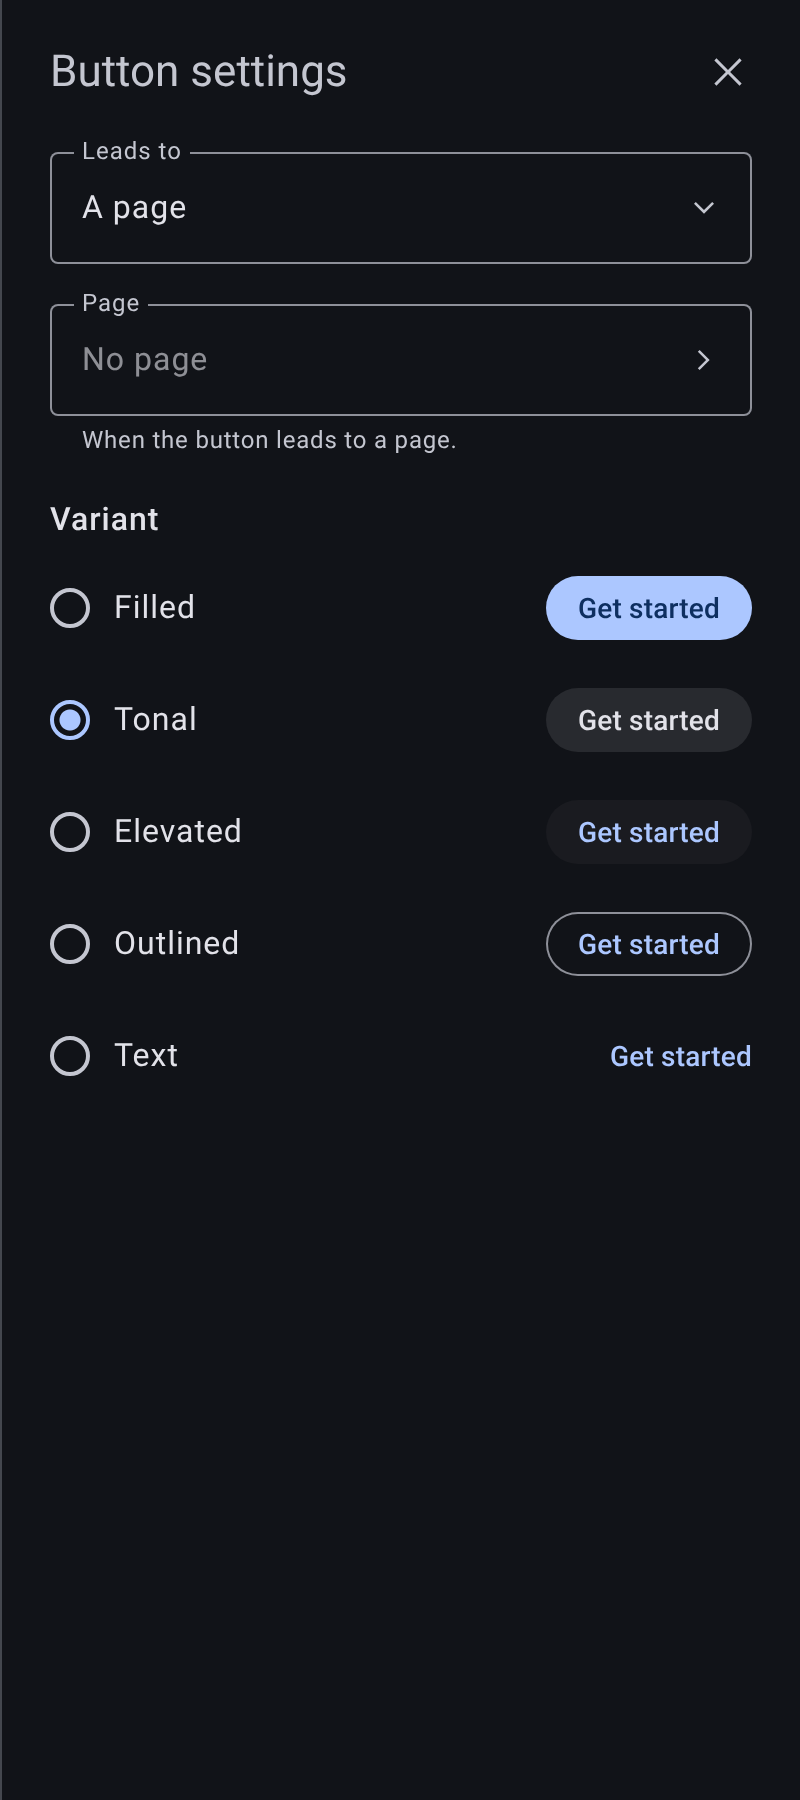 Button settings
Leads to
A page
Page
No page
When the button leads to a page.
Variant
Filled
Get started
Tonal
Get started
Elevated
Get started
Outlined
Get started
Text
Get started